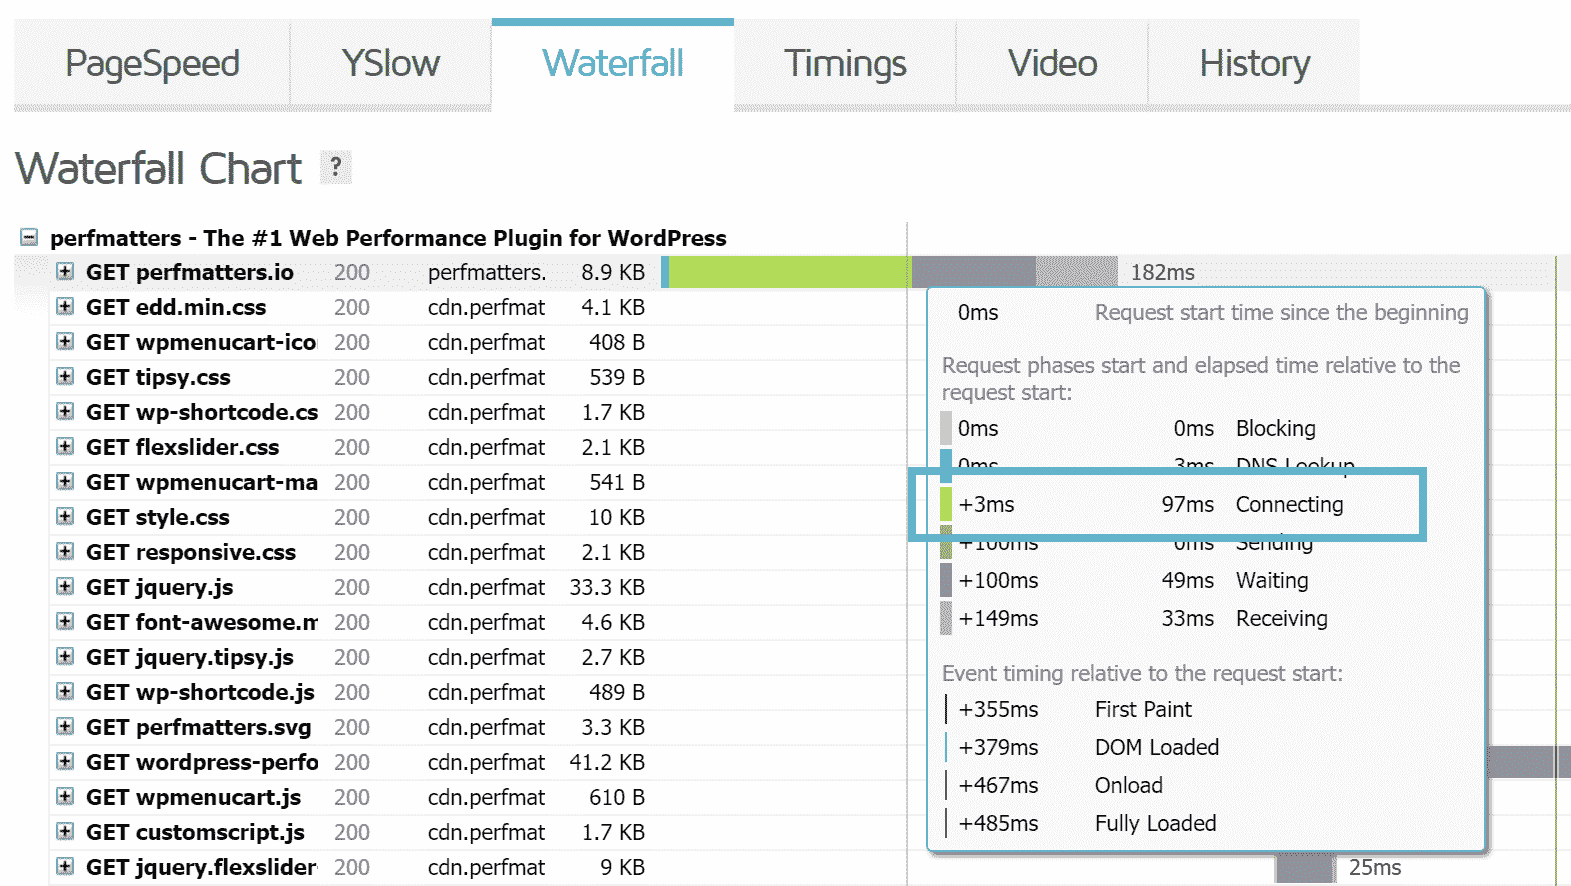 PageSpeed YSlow Waterfall Timings Video History
Waterfall Chart ?
perfmatters - The #1 Web Performance Plugin for WordPress
GET perfmatters.io 200 perfmatters. 8.9 KB 182ms
GET edd.min.css 200 cdn.perfmat 4.1 KB
GET wpmenucart-ico 200 cdn.perfmat 408 B
GET tipsy.css 200 cdn.perfmat 539 B
GET wp-shortcode.cs 200 cdn.perfmat 1.7 KB
GET flexslider.css 200 cdn.perfmat 2.1 KB
GET wpmenucart-ma 200 cdn.perfmat 541 B
GET style.css 200 cdn.perfmat 10 KB
GET responsive.css 200 cdn.perfmat 2.1 KB
GET jquery.js 200 cdn.perfmat 33.3 KB
GET font-awesome.m 200 cdn.perfmat 4.6 KB
GET jquery.tipsy.js 200 cdn.perfmat 2.7 KB
GET wp-shortcode.js 200 cdn.perfmat 489 B
GET perfmatters.svg 200 cdn.perfmat 3.3 KB
GET wordpress-perfo 200 cdn.perfmat 41.2 KB
GET wpmenucart.js 200 cdn.perfmat 610 B
GET customscript.js 200 cdn.perfmat 1.7 KB
GET jquery.flexslider 200 cdn.perfmat 9 KB 25ms
0ms Request start time since the beginning
Request phases start and elapsed time relative to the
request start:
0ms 0ms Blocking
0ms 3ms DNS Lookup
+3ms 97ms Connecting
+100ms 0ms Sending
+100ms 49ms Waiting
+149ms 33ms Receiving
Event timing relative to the request start:
+355ms First Paint
+379ms DOM Loaded
+467ms Onload
+485ms Fully Loaded